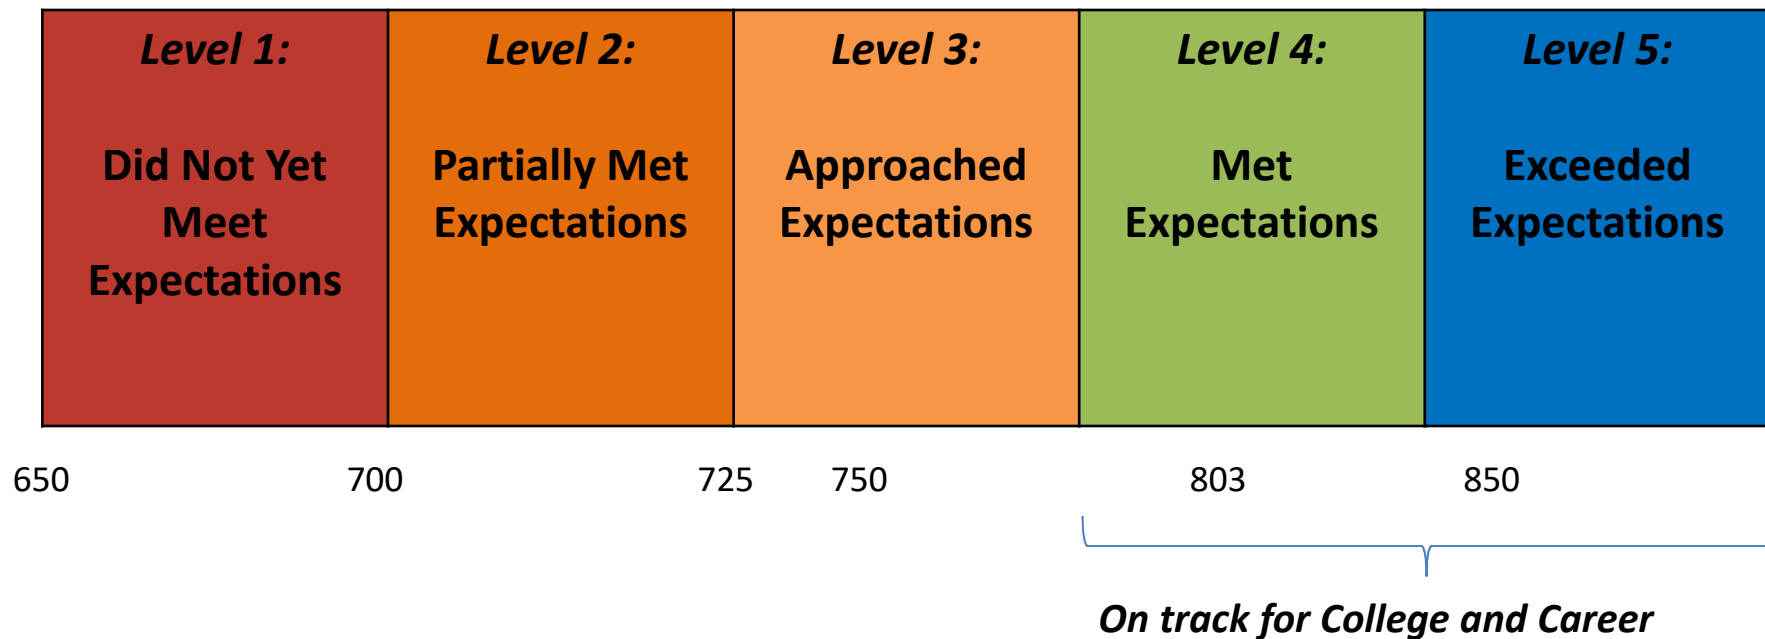 Level 1:
Did Not Yet
Meet
Expectations
Level 2:
Partially Met
Expectations
Level 3:
Approached
Expectations
Level 4:
Met
Expectations
Level 5:
Exceeded
Expectations
650 700 725 750 803 850
On track for College and Career